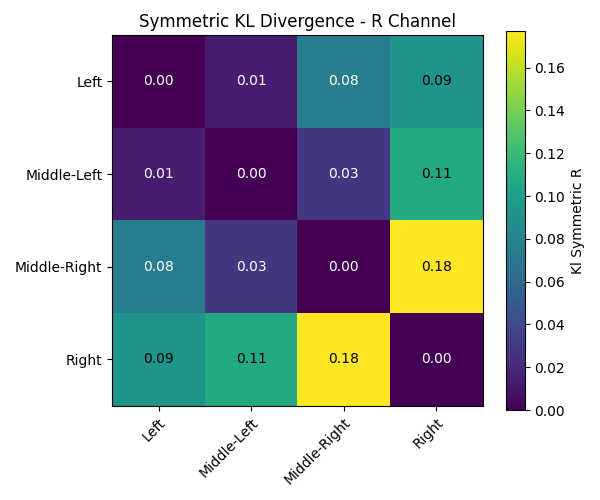 Symmetric KL Divergence - R Channel
Left 0.00 0.01 0.08 0.09
Middle-Left 0.01 0.00 0.03 0.11
Middle-Right 0.08 0.03 0.00 0.18
Right 0.09 0.11 0.18 0.00
Left
Middle-Left
Middle-Right
Right
0.16
0.14
0.12
0.10
0.08
0.06
0.04
0.02
0.00
Kl Symmetric R